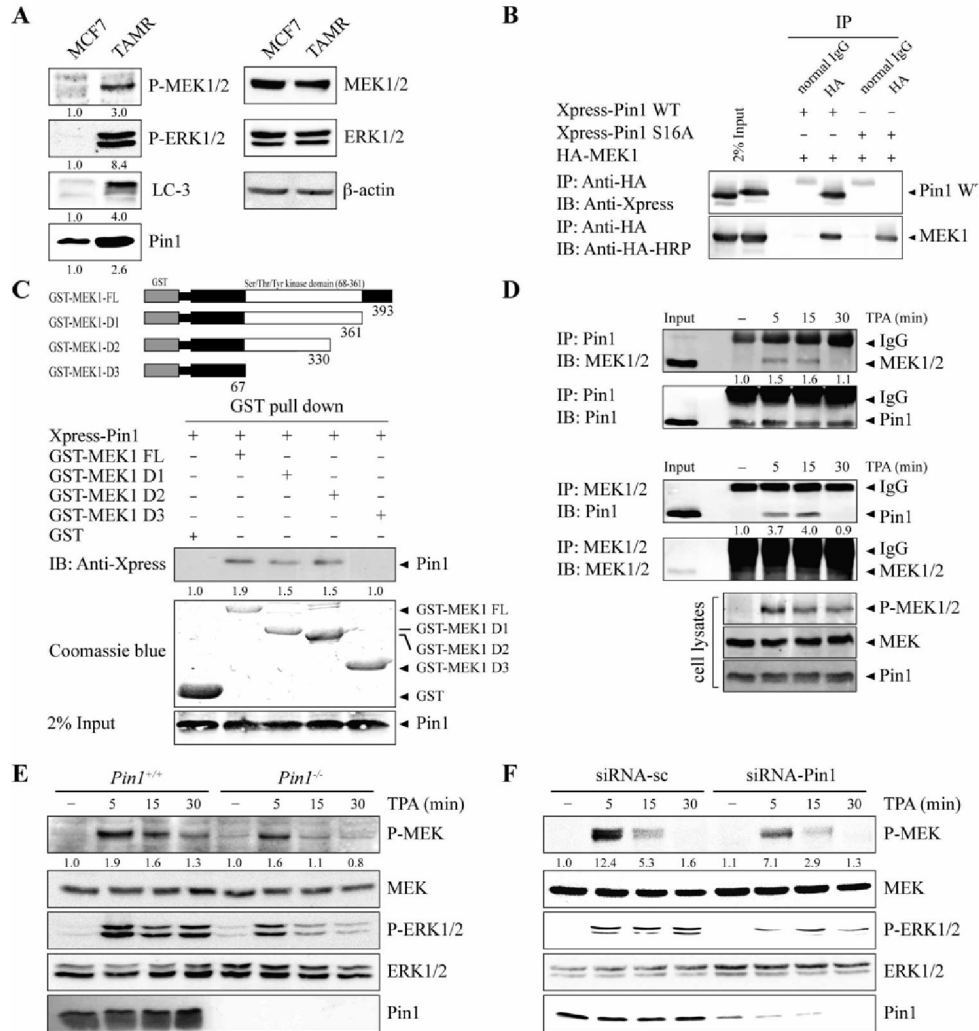 A
MCF7
TAMR
MCF7
TAMR
P-MEK1/2
1.0 3.0
P-ERK1/2
1.0 8.4
LC-3
1.0 4.0
Pin1
1.0 2.6
MEK1/2
ERK1/2
β-actin
B
IP
2% Input
normal IgG
HA
normal IgG
HA
Xpress-Pin1 WT + + – –
Xpress-Pin1 S16A – – + +
HA-MEK1 + + + +
IP: Anti-HA
IB: Anti-Xpress
Pin1 WT
IP: Anti-HA
IB: Anti-HA-HRP
MEK1
C
GST Ser/Thr/Tyr kinase domain (68-361)
GST-MEK1-FL
393
GST-MEK1-D1
361
GST-MEK1-D2
330
GST-MEK1-D3
67
GST pull down
Xpress-Pin1 + + + + +
GST-MEK1 FL – + – – –
GST-MEK1 D1 – – + – –
GST-MEK1 D2 – – – + –
GST-MEK1 D3 – – – – +
GST + – – – –
IB: Anti-Xpress
Pin1
1.0 1.9 1.5 1.5 1.0
Coomassie blue
GST-MEK1 FL
GST-MEK1 D1
GST-MEK1 D2
GST-MEK1 D3
GST
2% Input
Pin1
D
Input – 5 15 30 TPA (min)
IP: Pin1
IB: MEK1/2
IgG
MEK1/2
1.0 1.5 1.6 1.1
IP: Pin1
IB: Pin1
IgG
Pin1
Input – 5 15 30 TPA (min)
IP: MEK1/2
IB: Pin1
IgG
Pin1
1.0 3.7 4.0 0.9
IP: MEK1/2
IB: MEK1/2
IgG
MEK1/2
cell lysates
P-MEK1/2
MEK
Pin1
E
Pin1+/+ Pin1-/-
– 5 15 30 – 5 15 30 TPA (min)
P-MEK
1.0 1.9 1.6 1.3 1.0 1.6 1.1 0.8
MEK
P-ERK1/2
ERK1/2
Pin1
F
siRNA-sc siRNA-Pin1
– 5 15 30 – 5 15 30 TPA (min)
P-MEK
1.0 12.4 5.3 1.6 1.1 7.1 2.9 1.3
MEK
P-ERK1/2
ERK1/2
Pin1